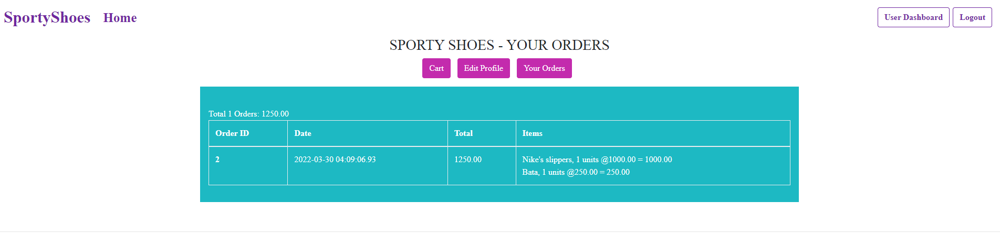 SportyShoes Home User Dashboard Logout
SPORTY SHOES - YOUR ORDERS
Cart Edit Profile Your Orders
Total 1 Orders: 1250.00
Order ID Date Total Items
2 2022-03-30 04:09:06.93 1250.00 Nike's slippers, 1 units @1000.00 = 1000.00
Bata, 1 units @250.00 = 250.00